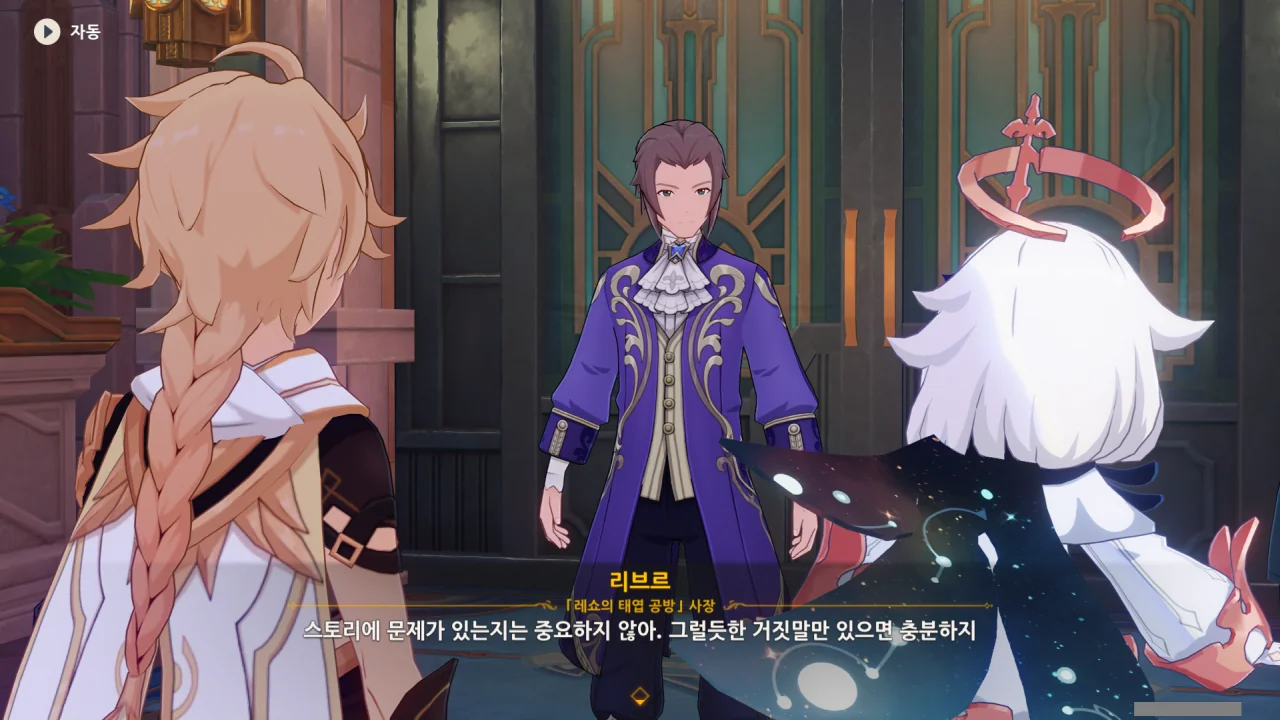 자동
리브르
「레쇼의 태엽 공방」 사장
스토리에 문제가 있는지는 중요하지 않아. 그럴듯한 거짓말만 있으면 충분하지